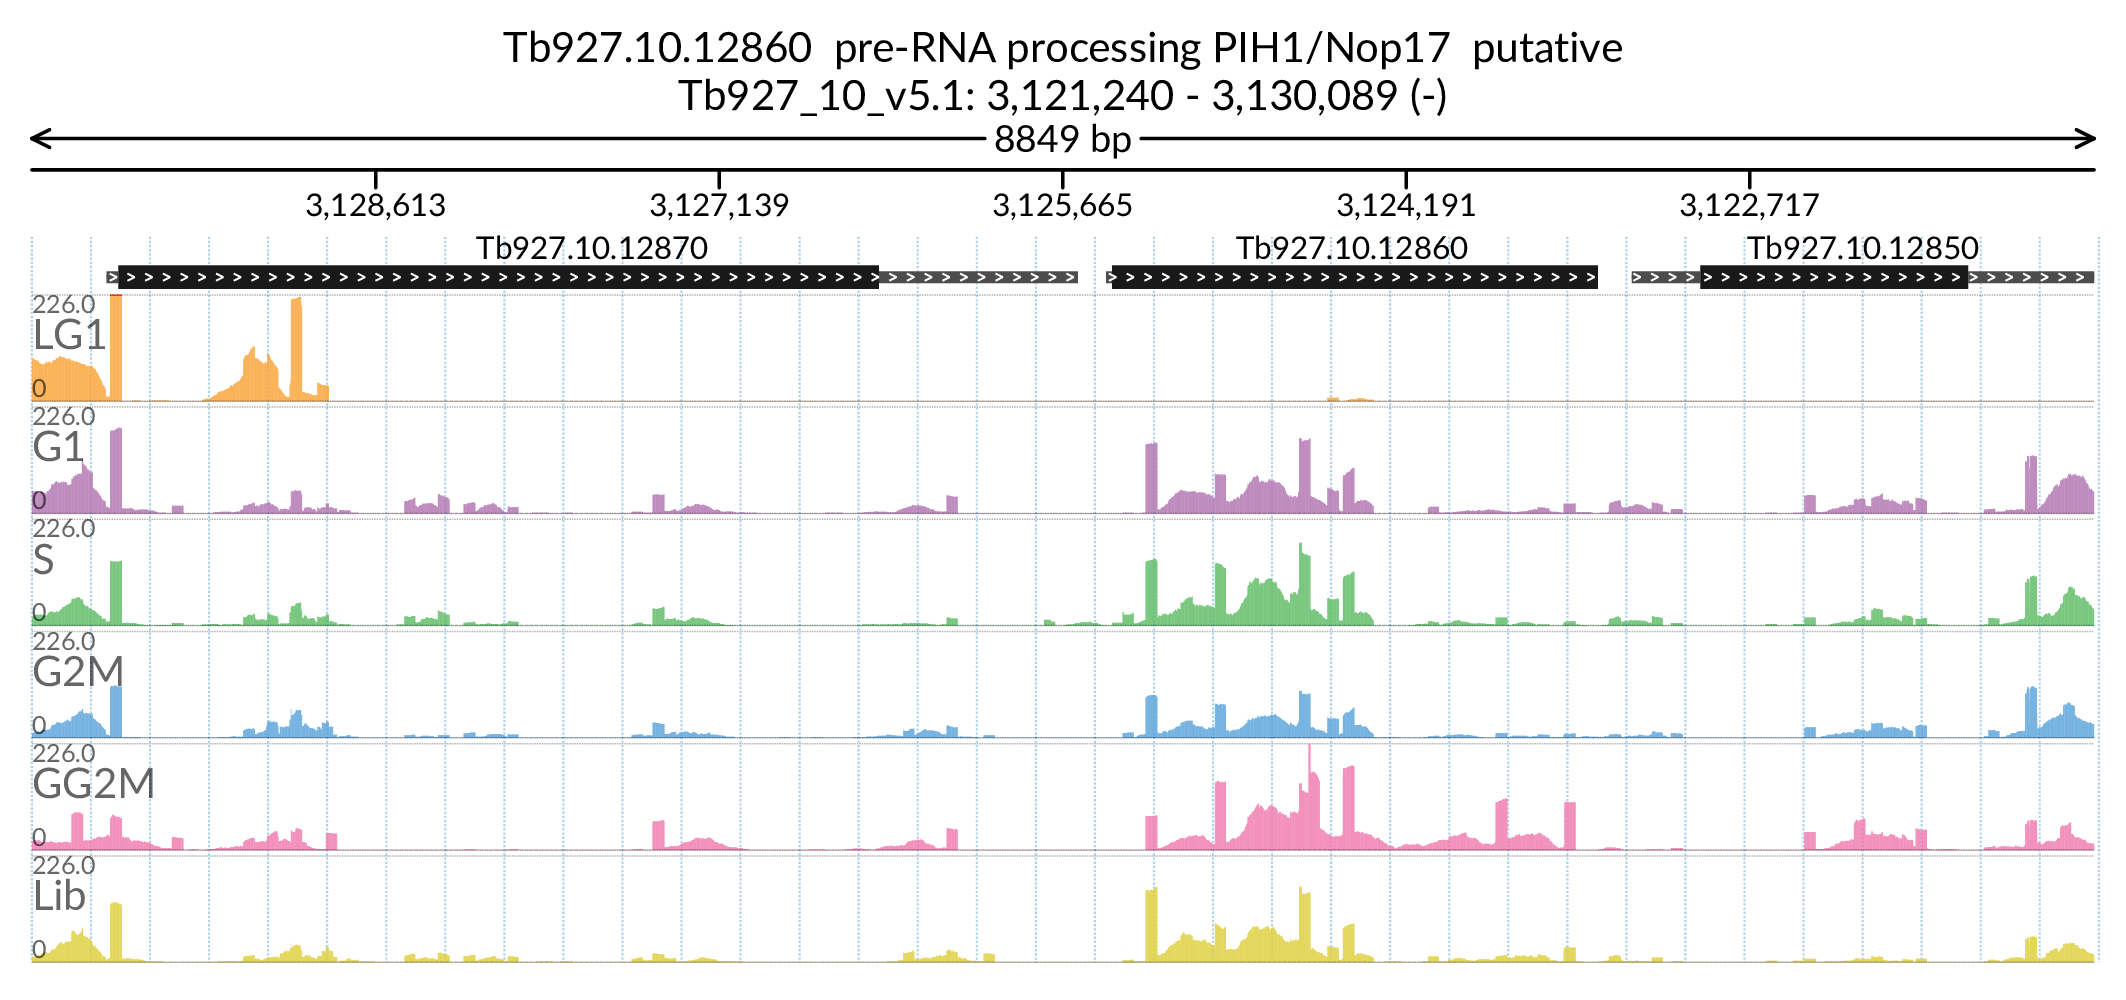 Tb927.10.12860 pre-RNA processing PIH1/Nop17 putative
Tb927_10_v5.1: 3,121,240 - 3,130,089 (-)
8849 bp
3,128,613 3,127,139 3,125,665 3,124,191 3,122,717
Tb927.10.12870 Tb927.10.12860 Tb927.10.12850
226.0
LG1
0
226.0
G1
0
226.0
S
0
226.0
G2M
0
226.0
GG2M
0
226.0
Lib
0